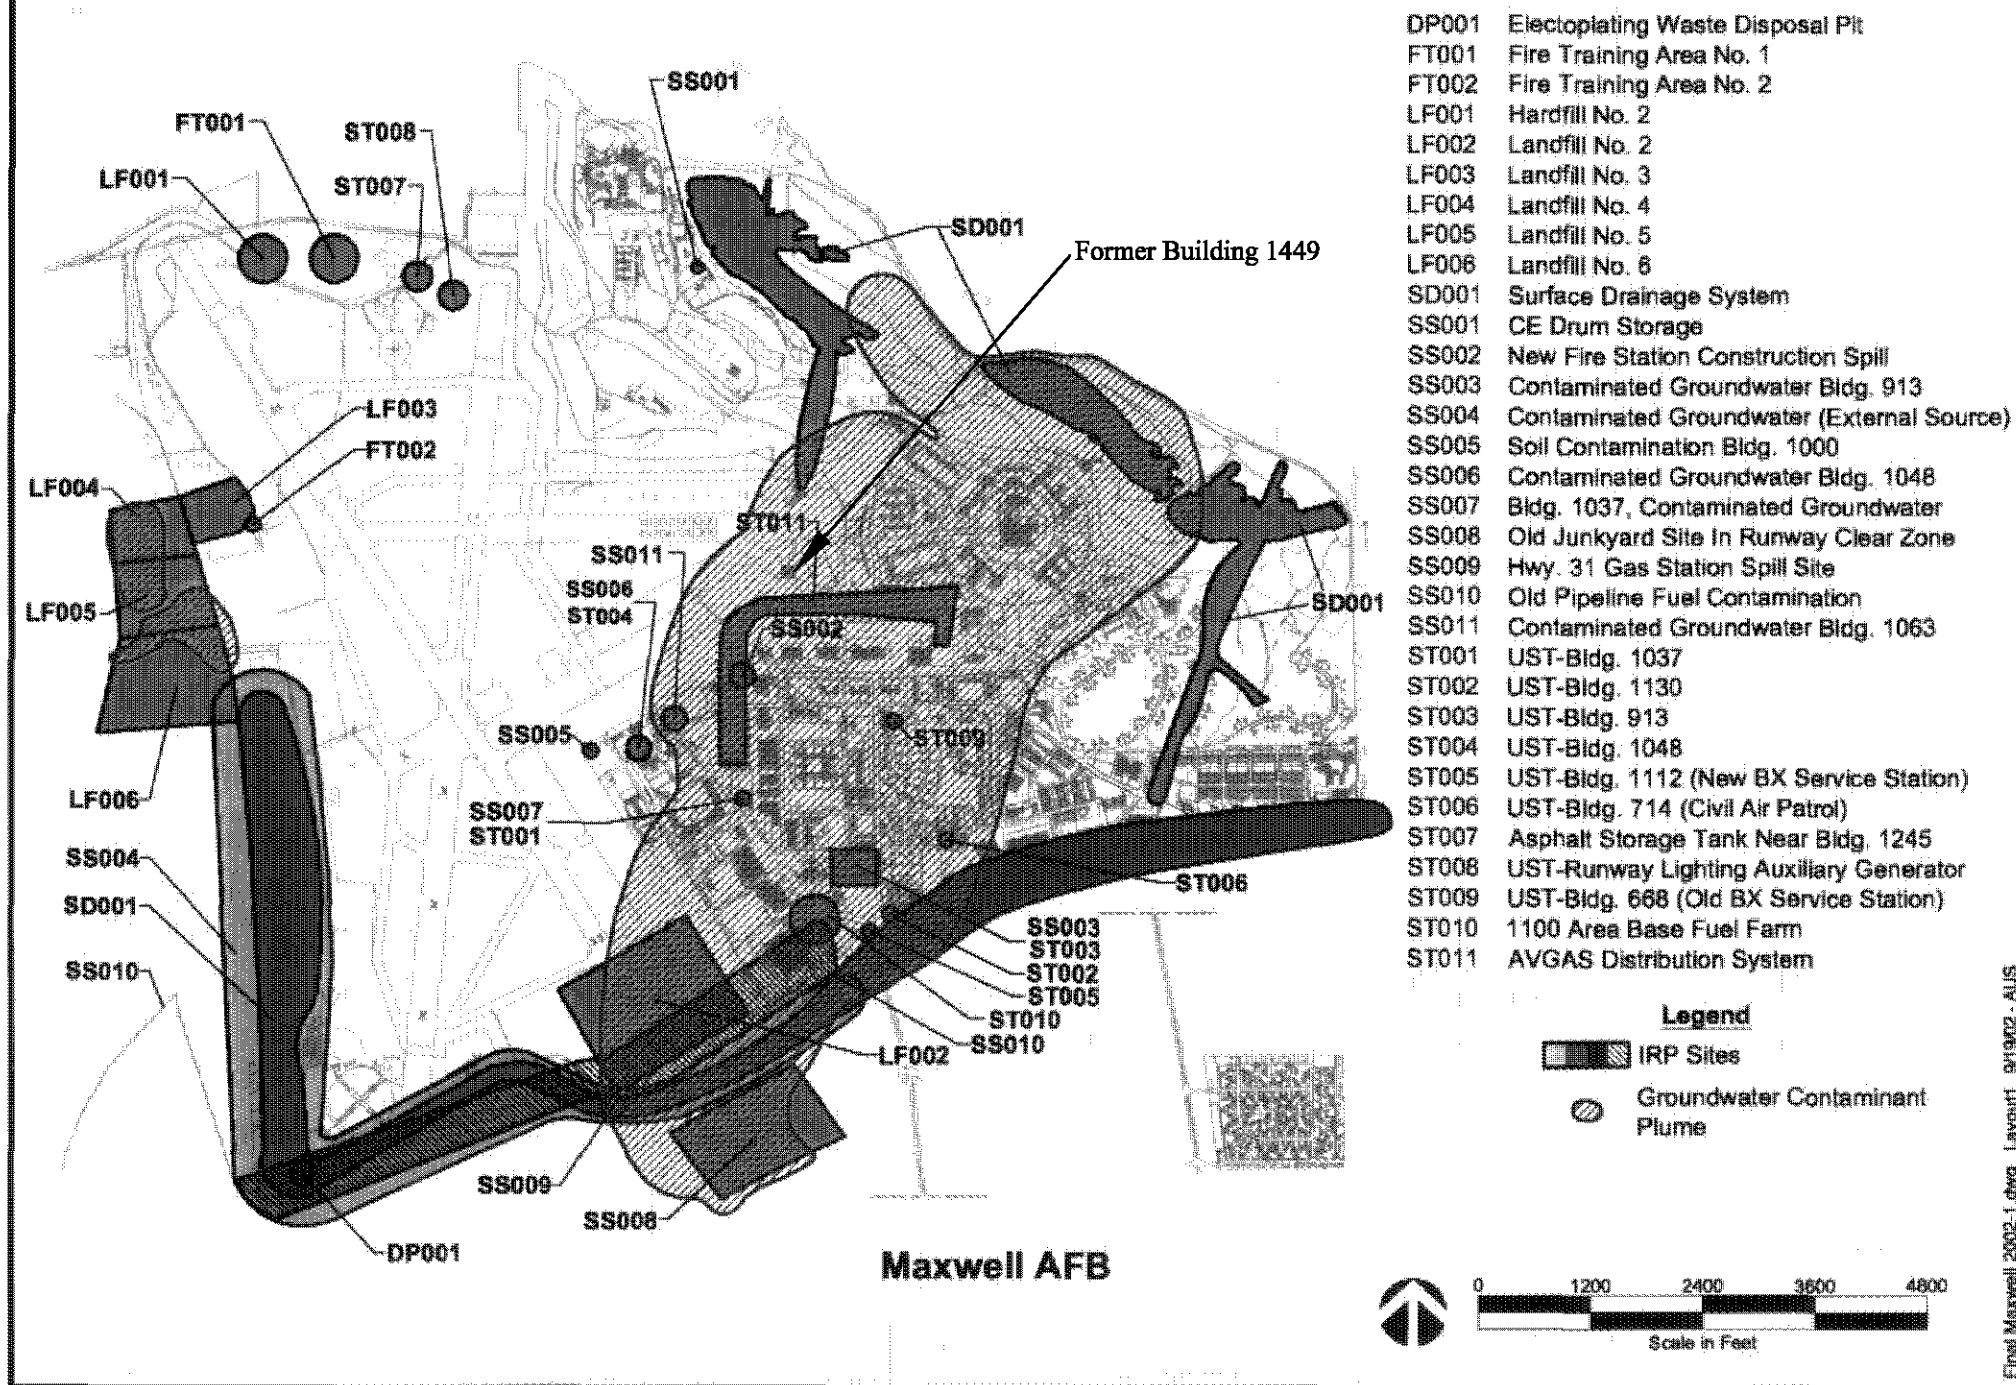 SS001
FT001
ST008
LF001
ST007
SD001
Former Building 1449
LF003
FT002
LF004
ST011
SS011
SS006
ST004
LF005
SD001
SS002
SS005
ST009
LF006
SS007
ST001
SS004
ST006
SD001
SS003
ST003
SS010
ST002
ST005
ST010
SS010
LF002
SS009
SS008
DP001
Maxwell AFB
DP001 Electoplating Waste Disposal Pit
FT001 Fire Training Area No. 1
FT002 Fire Training Area No. 2
LF001 Hardfill No. 2
LF002 Landfill No. 2
LF003 Landfill No. 3
LF004 Landfill No. 4
LF005 Landfill No. 5
LF006 Landfill No. 6
SD001 Surface Drainage System
SS001 CE Drum Storage
SS002 New Fire Station Construction Spill
SS003 Contaminated Groundwater Bldg. 913
SS004 Contaminated Groundwater (External Source)
SS005 Soil Contamination Bldg. 1000
SS006 Contaminated Groundwater Bldg. 1048
SS007 Bldg. 1037, Contaminated Groundwater
SS008 Old Junkyard Site In Runway Clear Zone
SS009 Hwy. 31 Gas Station Spill Site
SS010 Old Pipeline Fuel Contamination
SS011 Contaminated Groundwater Bldg. 1063
ST001 UST-Bldg. 1037
ST002 UST-Bldg. 1130
ST003 UST-Bldg. 913
ST004 UST-Bldg. 1048
ST005 UST-Bldg. 1112 (New BX Service Station)
ST006 UST-Bldg. 714 (Civil Air Patrol)
ST007 Asphalt Storage Tank Near Bldg. 1245
ST008 UST-Runway Lighting Auxiliary Generator
ST009 UST-Bldg. 668 (Old BX Service Station)
ST010 1100 Area Base Fuel Farm
ST011 AVGAS Distribution System
Legend
IRP Sites
Groundwater Contaminant
Plume
0 1200 2400 3600 4800
Scale in Feet
Final Maxwell 2002-1.dwg Layout1 9/19/02 - AUS